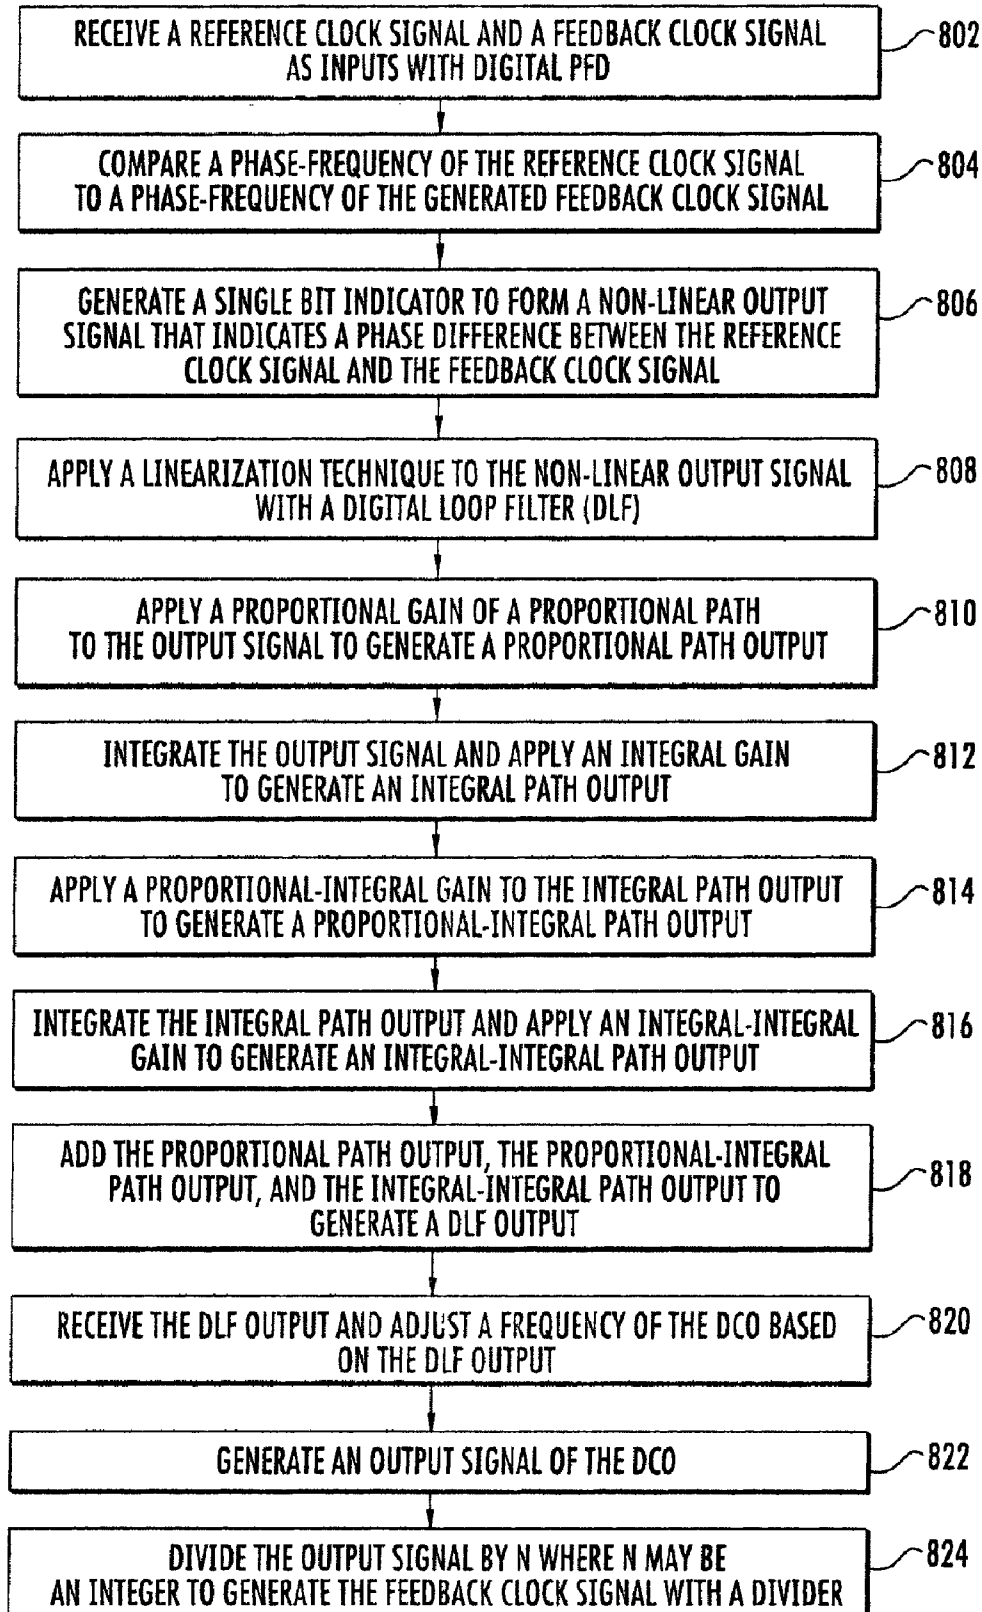 RECEIVE A REFERENCE CLOCK SIGNAL AND A FEEDBACK CLOCK SIGNAL
AS INPUTS WITH DIGITAL PFD
802
COMPARE A PHASE-FREQUENCY OF THE REFERENCE CLOCK SIGNAL
TO A PHASE-FREQUENCY OF THE GENERATED FEEDBACK CLOCK SIGNAL
804
GENERATE A SINGLE BIT INDICATOR TO FORM A NON-LINEAR OUTPUT
SIGNAL THAT INDICATES A PHASE DIFFERENCE BETWEEN THE REFERENCE
CLOCK SIGNAL AND THE FEEDBACK CLOCK SIGNAL
806
APPLY A LINEARIZATION TECHNIQUE TO THE NON-LINEAR OUTPUT SIGNAL
WITH A DIGITAL LOOP FILTER (DLF)
808
APPLY A PROPORTIONAL GAIN OF A PROPORTIONAL PATH
TO THE OUTPUT SIGNAL TO GENERATE A PROPORTIONAL PATH OUTPUT
810
INTEGRATE THE OUTPUT SIGNAL AND APPLY AN INTEGRAL GAIN
TO GENERATE AN INTEGRAL PATH OUTPUT
812
APPLY A PROPORTIONAL-INTEGRAL GAIN TO THE INTEGRAL PATH OUTPUT
TO GENERATE A PROPORTIONAL-INTEGRAL PATH OUTPUT
814
INTEGRATE THE INTEGRAL PATH OUTPUT AND APPLY AN INTEGRAL-INTEGRAL
GAIN TO GENERATE AN INTEGRAL-INTEGRAL PATH OUTPUT
816
ADD THE PROPORTIONAL PATH OUTPUT, THE PROPORTIONAL-INTEGRAL
PATH OUTPUT, AND THE INTEGRAL-INTEGRAL PATH OUTPUT TO
GENERATE A DLF OUTPUT
818
RECEIVE THE DLF OUTPUT AND ADJUST A FREQUENCY OF THE DCO BASED
ON THE DLF OUTPUT
820
GENERATE AN OUTPUT SIGNAL OF THE DCO
822
DIVIDE THE OUTPUT SIGNAL BY N WHERE N MAY BE
AN INTEGER TO GENERATE THE FEEDBACK CLOCK SIGNAL WITH A DIVIDER
824